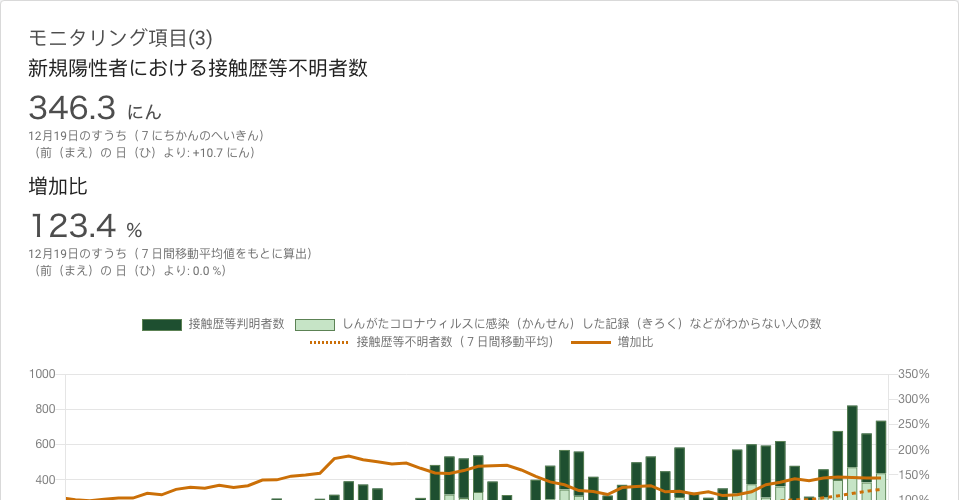 モニタリング項目(3)
新規陽性者における接触歴等不明者数
346.3 にん
12月19日のすうち（７にちかんのへいきん）
（前（まえ）の 日（ひ）より: +10.7 にん）
増加比
123.4 %
12月19日のすうち（７日間移動平均値をもとに算出）
（前（まえ）の 日（ひ）より: 0.0 %）
接触歴等判明者数 しんがたコロナウィルスに感染（かんせん）した記録（きろく）などがわからない人の数
接触歴等不明者数（７日間移動平均） 増加比
1000 350%
300%
800
250%
600 200%
400 150%
100%